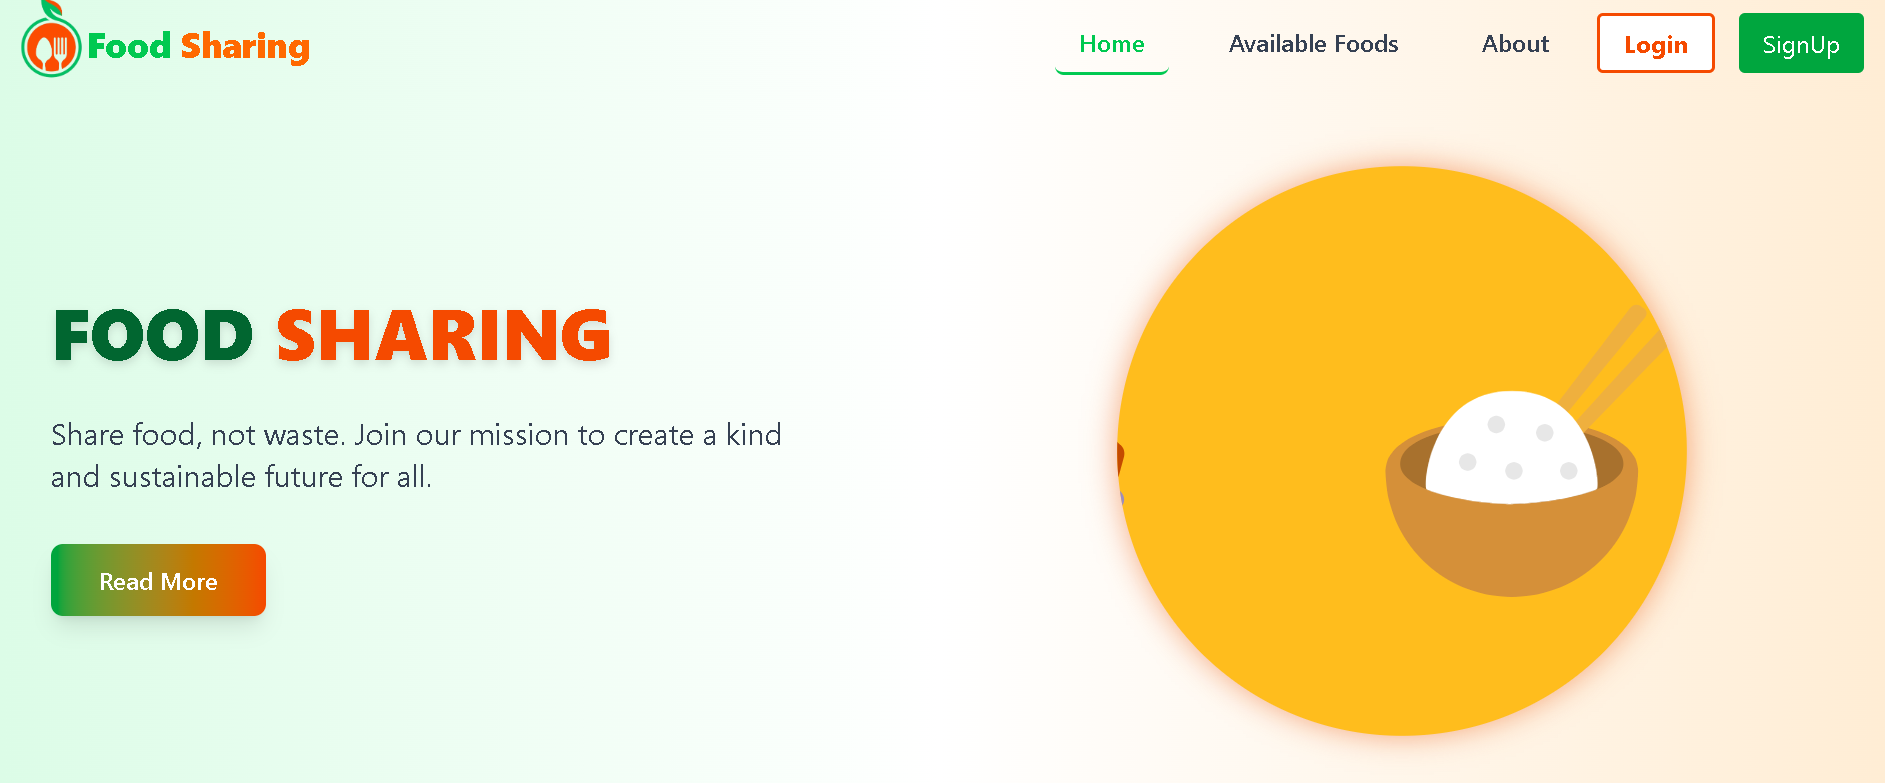 Food Sharing
Home
Available Foods
About
Login
SignUp
FOOD SHARING
Share food, not waste. Join our mission to create a kind
and sustainable future for all.
Read More